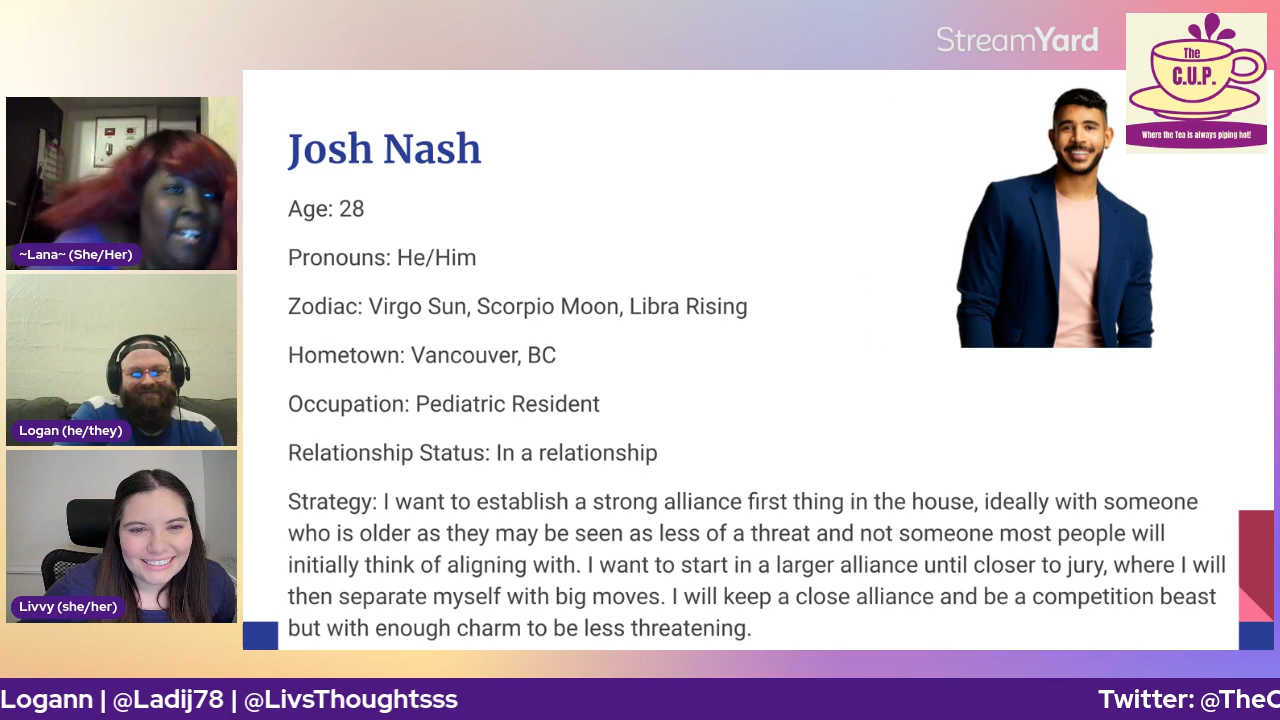 StreamYard
The
C.U.P.
Where the Tea is always piping hot!
Josh Nash
Age: 28
Pronouns: He/Him
Zodiac: Virgo Sun, Scorpio Moon, Libra Rising
Hometown: Vancouver, BC
Occupation: Pediatric Resident
Relationship Status: In a relationship
Strategy: I want to establish a strong alliance first thing in the house, ideally with someone
who is older as they may be seen as less of a threat and not someone most people will
initially think of aligning with. I want to start in a larger alliance until closer to jury, where I will
then separate myself with big moves. I will keep a close alliance and be a competition beast
but with enough charm to be less threatening.
~Lana~ (She/Her)
Logan (he/they)
Livvy (she/her)
Logann | @Ladij78 | @LivsThoughtsss
Twitter: @TheC